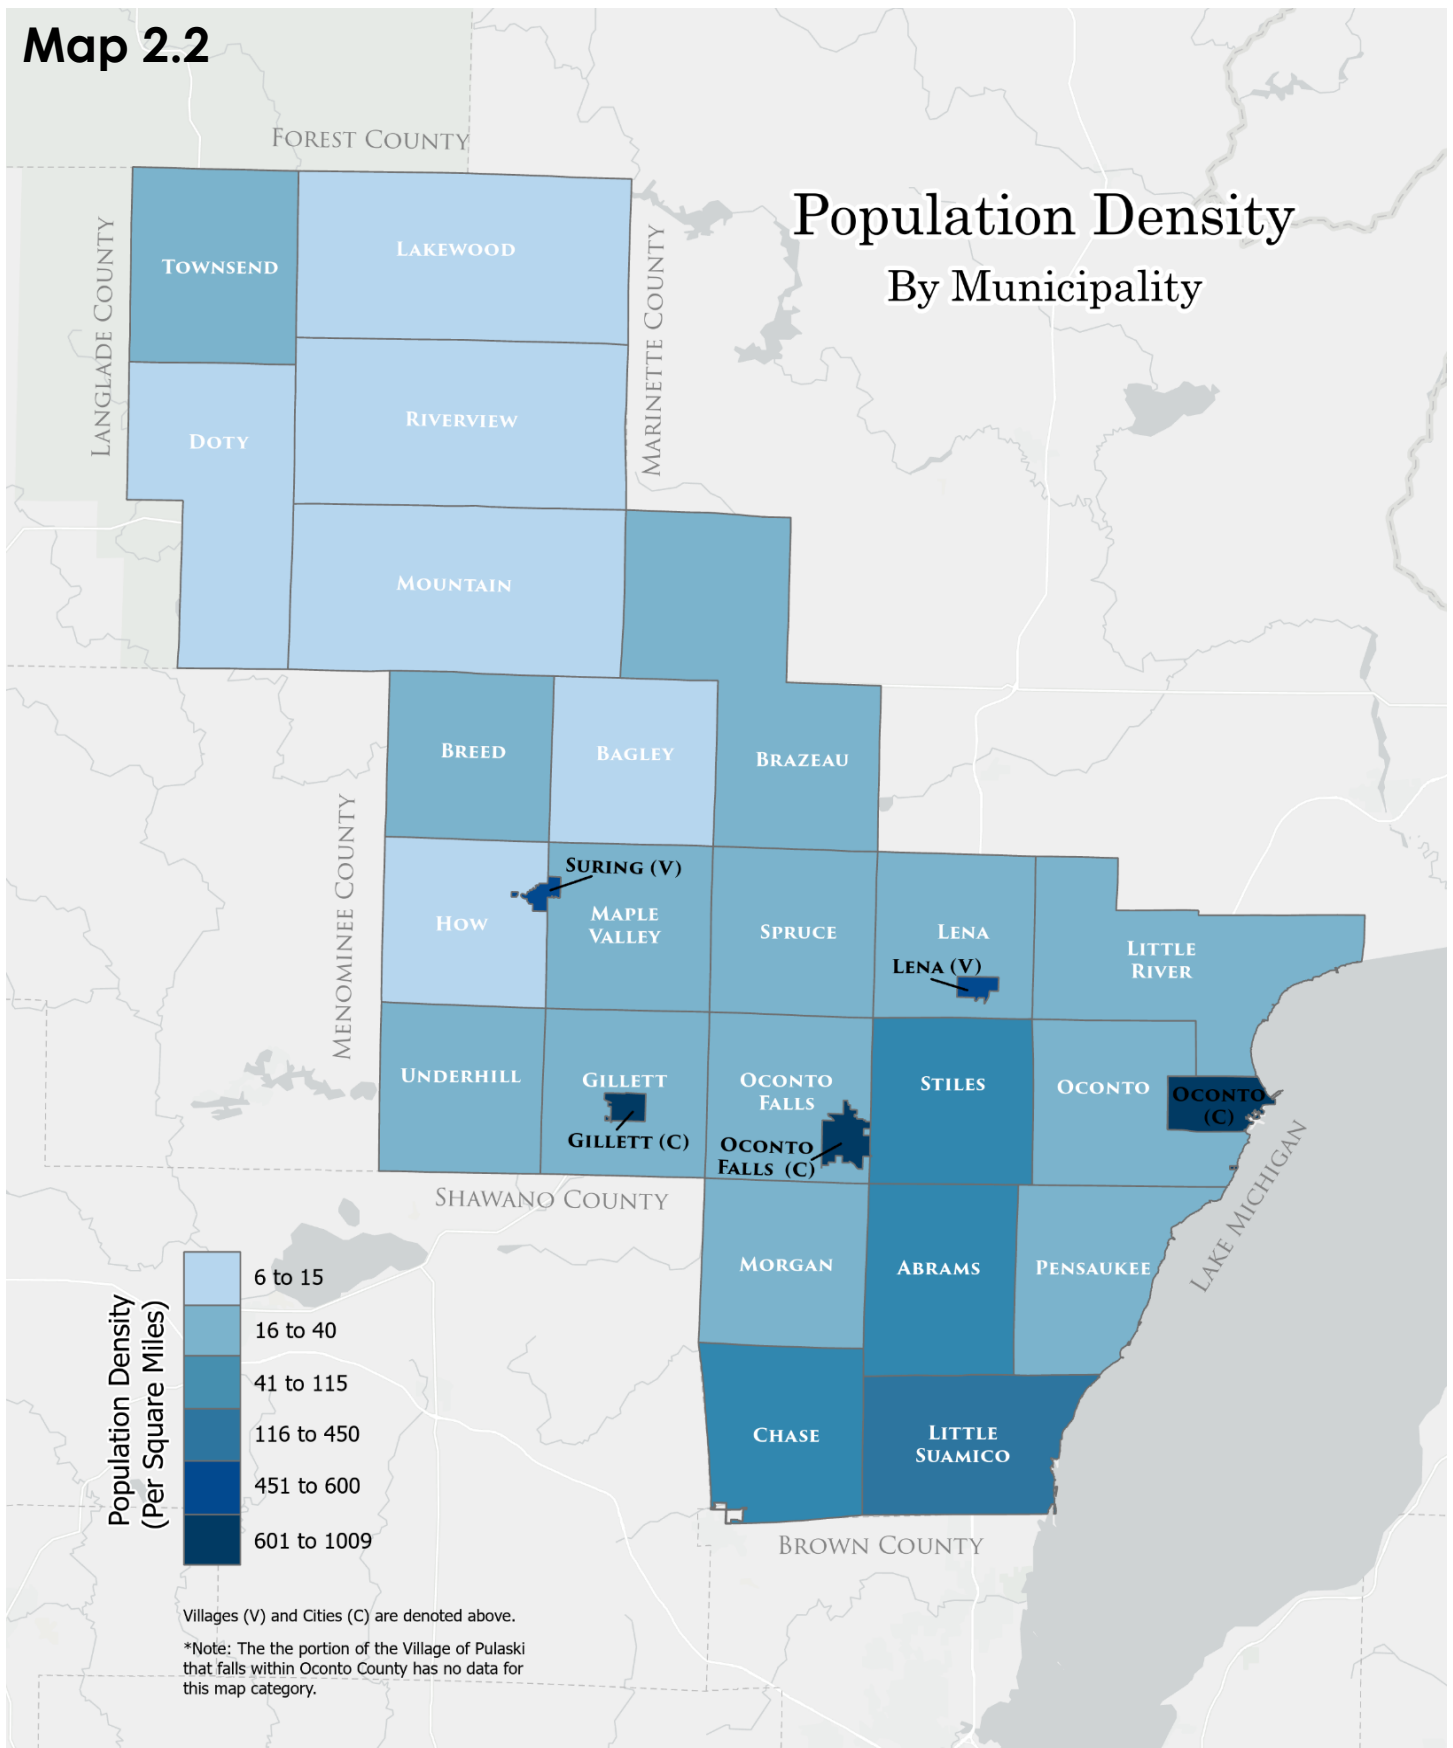 Map 2.2
FOREST COUNTY
Population Density
By Municipality
LANGLADE COUNTY
MARINETTE COUNTY
TOWNSEND
LAKEWOOD
DOTY
RIVERVIEW
MOUNTAIN
BREED
BAGLEY
BRAZEAU
MENOMINEE COUNTY
SURING (V)
HOW
MAPLE
VALLEY
SPRUCE
LENA
LENA (V)
LITTLE
RIVER
UNDERHILL
GILLETT
GILLETT (C)
OCONTO
FALLS
OCONTO
FALLS (C)
STILES
OCONTO
OCONTO
(C)
SHAWANO COUNTY
LAKE MICHIGAN
MORGAN
ABRAMS
PENSAUKEE
CHASE
LITTLE
SUAMICO
BROWN COUNTY
Population Density
(Per Square Miles)
6 to 15
16 to 40
41 to 115
116 to 450
451 to 600
601 to 1009
Villages (V) and Cities (C) are denoted above.
*Note: The the portion of the Village of Pulaski
that falls within Oconto County has no data for
this map category.